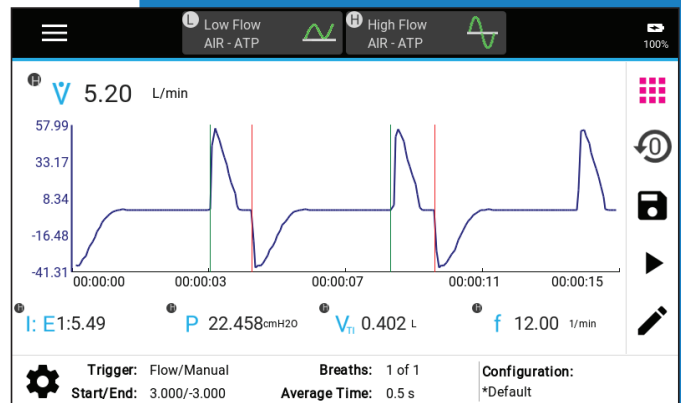 L Low Flow
AIR - ATP
H High Flow
AIR - ATP
100%
H V̇ 5.20 L/min
57.99
33.17
8.34
-16.48
-41.31
00:00:00 00:00:03 00:00:07 00:00:11 00:00:15
H I: E1:5.49 H P 22.458cmH2O H VTI 0.402 L H f 12.00 1/min
0
Trigger: Flow/Manual Breaths: 1 of 1 Configuration:
Start/End: 3.000/-3.000 Average Time: 0.5 s *Default